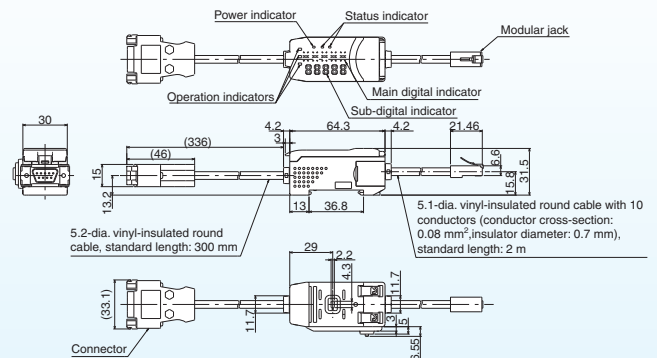 Power indicator
Status indicator
Modular jack
Operation indicators
Main digital indicator
Sub-digital indicator
30
(336)
(46)
15
13.2
4.2
3
64.3
4.2
21.46
6.6
15.8
31.5
13
36.8
5.2-dia. vinyl-insulated round
cable, standard length: 300 mm
5.1-dia. vinyl-insulated round cable with 10
conductors (conductor cross-section:
0.08 mm²,insulator diameter: 0.7 mm),
standard length: 2 m
29
2.2
4.3
11.7
(33.1)
11.7
3
5
6.55
Connector